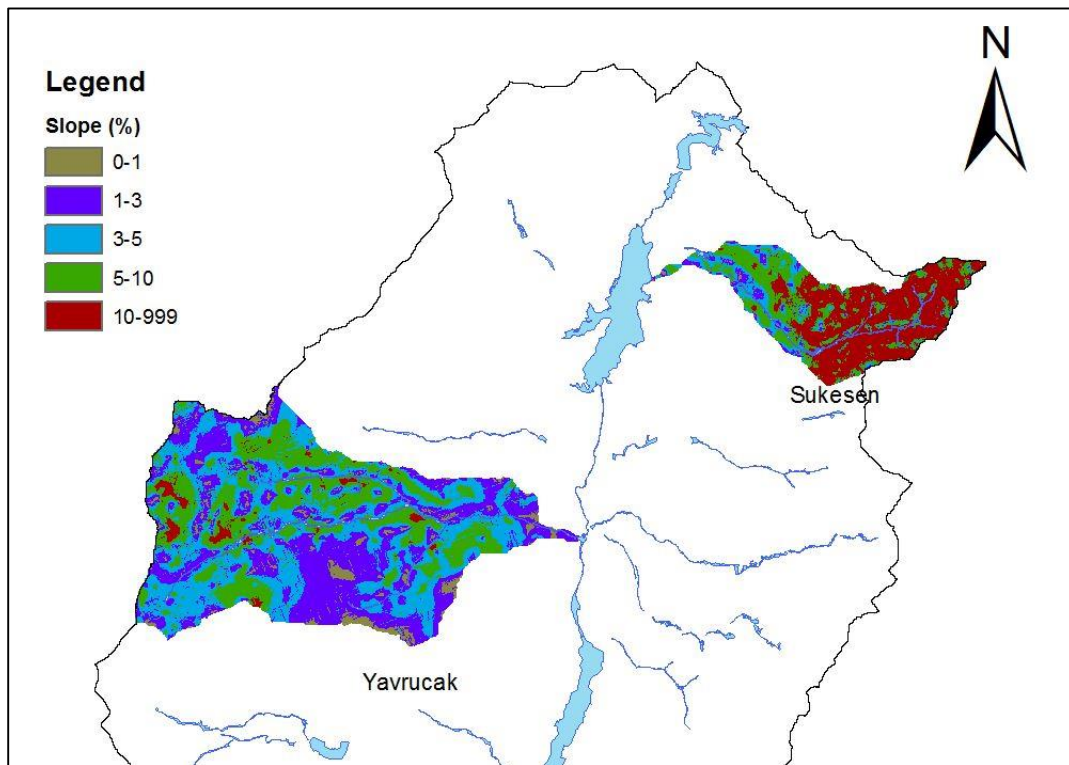 N
Legend
Slope (%)
0-1
1-3
3-5
5-10
10-999
Sukesen
Yavrucak